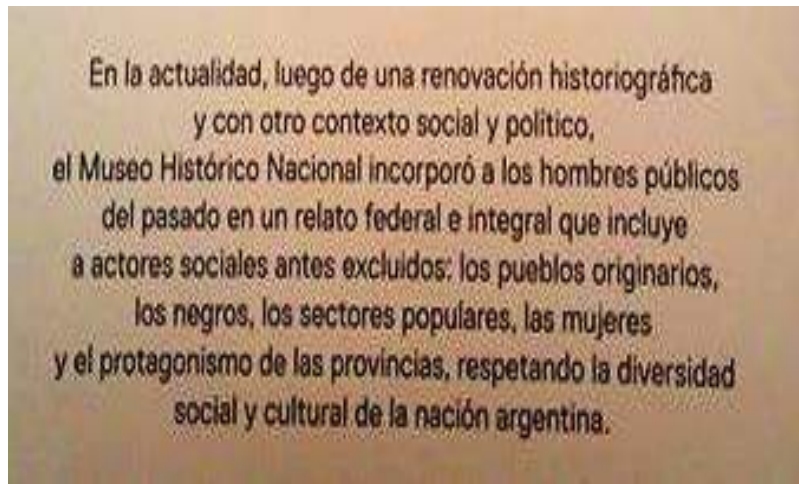 En la actualidad, luego de una renovación historiográfica
y con otro contexto social y político,
el Museo Histórico Nacional incorporó a los hombres públicos
del pasado en un relato federal e integral que incluye
a actores sociales antes excluidos: los pueblos originarios,
los negros, los sectores populares, las mujeres
y el protagonismo de las provincias, respetando la diversidad
social y cultural de la nación argentina.